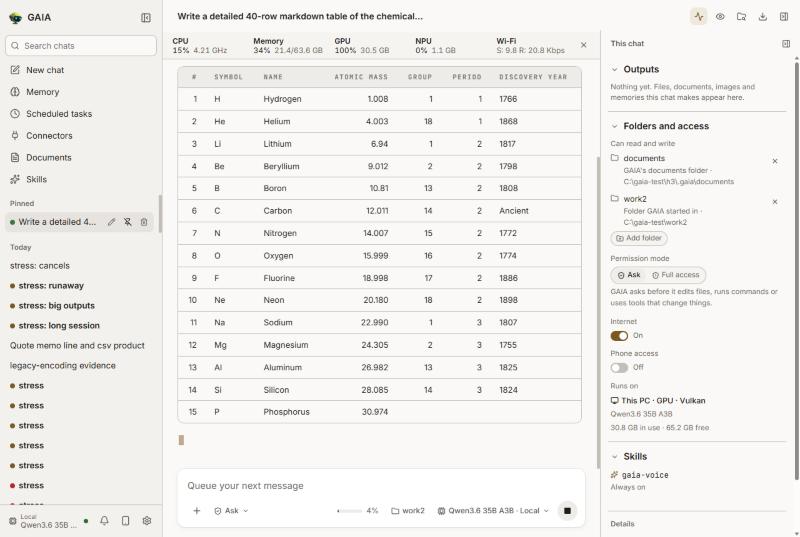 GAIA
Search chats
New chat
Memory
Scheduled tasks
Connectors
Documents
Skills
Pinned
Write a detailed 4...
Today
stress: cancels
stress: runaway
stress: big outputs
stress: long session
Quote memo line and csv product
legacy-encoding evidence
stress
stress
stress
stress
stress
stress
Local
Qwen3.6 35B ...
Write a detailed 40-row markdown table of the chemical...
CPU Memory GPU NPU Wi-Fi
15% 4.21 GHz 34% 21.4/63.6 GB 100% 30.5 GB 0% 1.1 GB S: 9.8 R: 20.8 Kbps
# SYMBOL NAME ATOMIC MASS GROUP PERIOD DISCOVERY YEAR
1 H Hydrogen 1.008 1 1 1766
2 He Helium 4.003 18 1 1868
3 Li Lithium 6.94 1 2 1817
4 Be Beryllium 9.012 2 2 1798
5 B Boron 10.81 13 2 1808
6 C Carbon 12.011 14 2 Ancient
7 N Nitrogen 14.007 15 2 1772
8 O Oxygen 15.999 16 2 1774
9 F Fluorine 18.998 17 2 1886
10 Ne Neon 20.180 18 2 1898
11 Na Sodium 22.990 1 3 1807
12 Mg Magnesium 24.305 2 3 1755
13 Al Aluminum 26.982 13 3 1825
14 Si Silicon 28.085 14 3 1824
15 P Phosphorus 30.974
Queue your next message
Ask
4%
work2
Qwen3.6 35B A3B · Local
This chat
Outputs
Nothing yet. Files, documents, images and
memories this chat makes appear here.
Folders and access
Can read and write
documents
GAIA's documents folder ·
C:\gaia-test\h3\.gaia\documents
work2
Folder GAIA started in ·
C:\gaia-test\work2
Add folder
Permission mode
Ask Full access
GAIA asks before it edits files, runs commands or
uses tools that change things.
Internet
On
Phone access
Off
Runs on
This PC · GPU · Vulkan
Qwen3.6 35B A3B
30.8 GB in use · 65.2 GB free
Skills
gaia-voice
Always on
Details